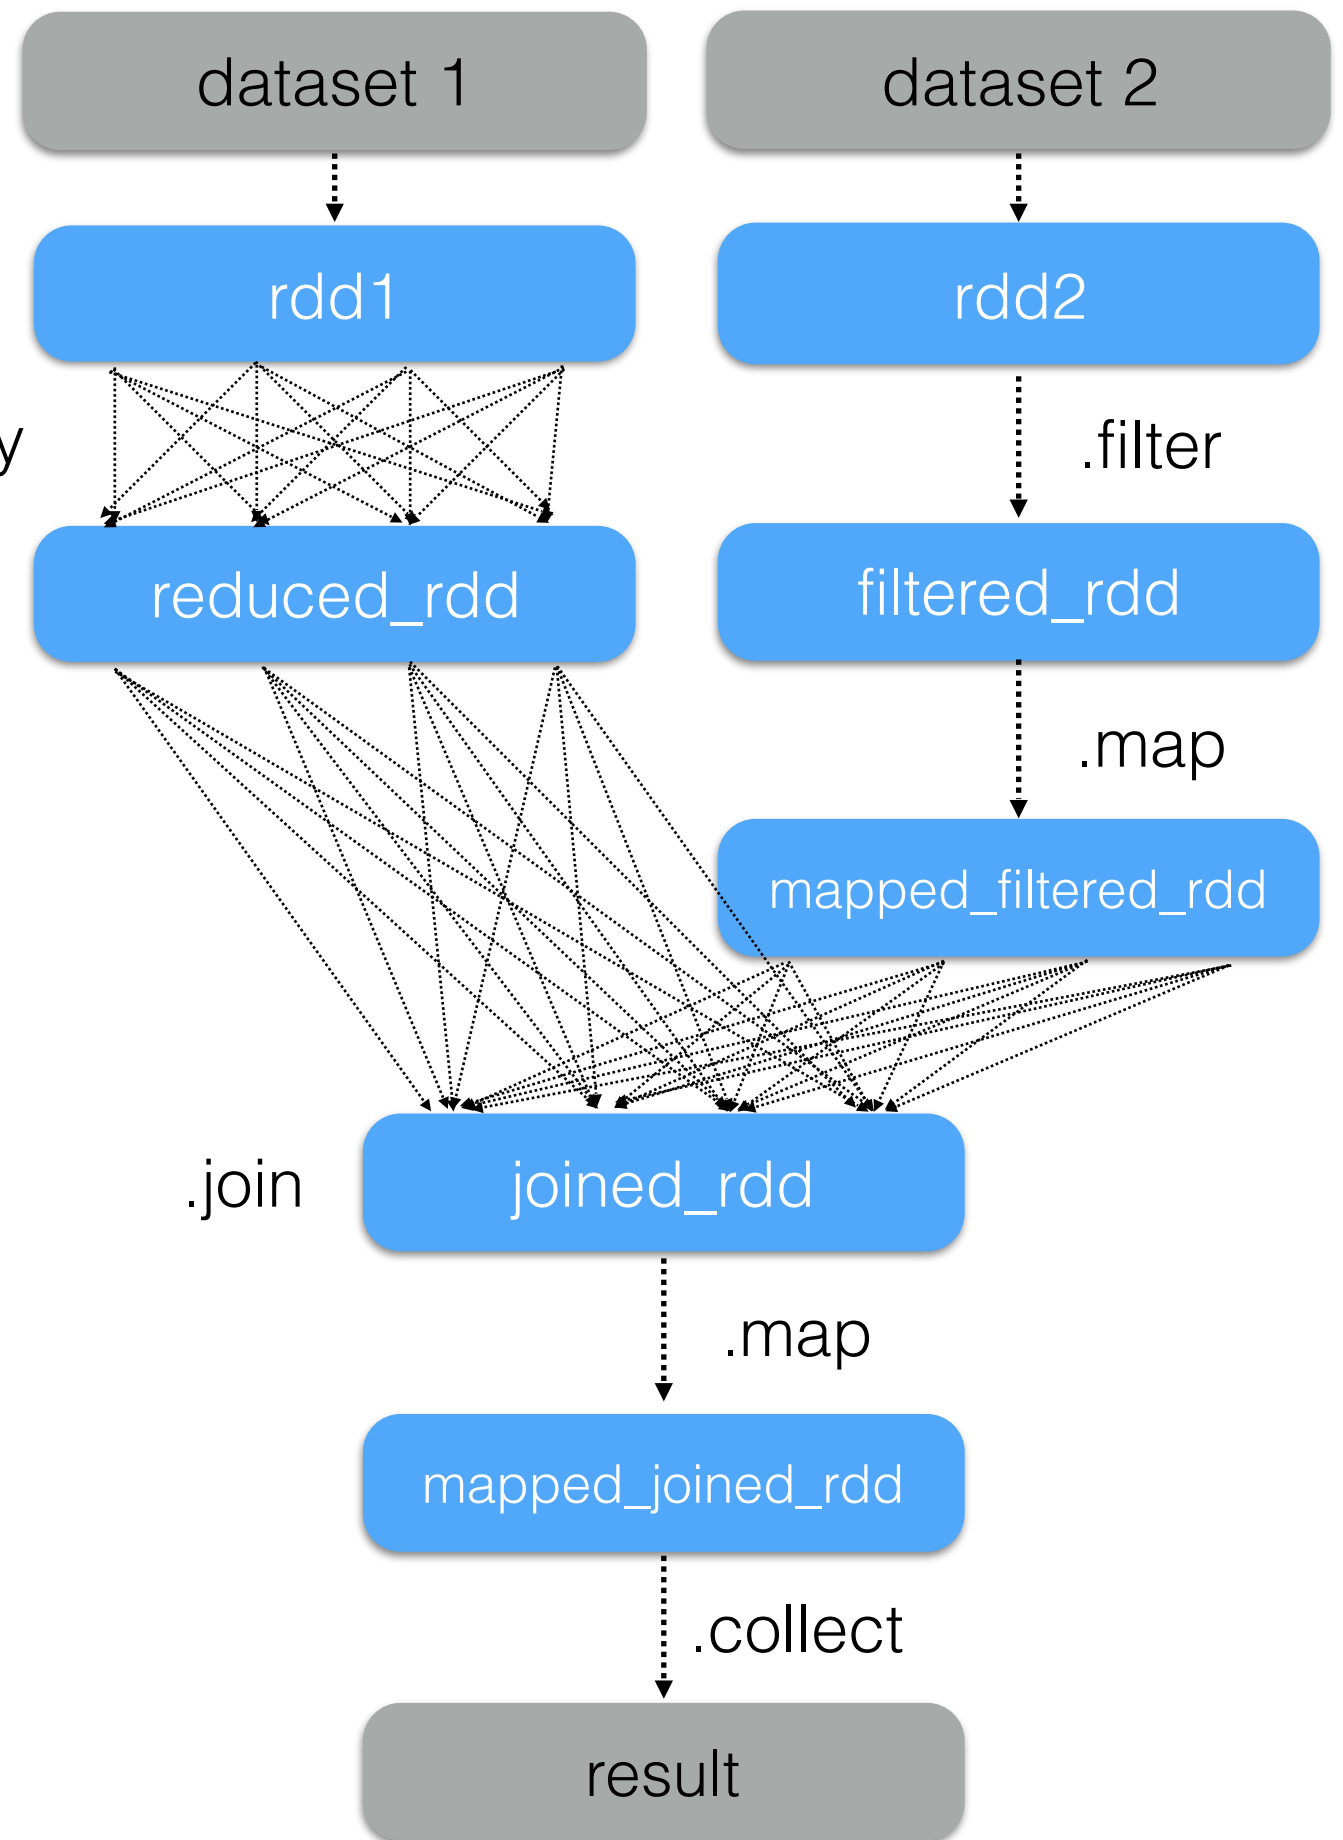 dataset 1
dataset 2
rdd1
rdd2
y
.filter
reduced_rdd
filtered_rdd
.map
mapped_filtered_rdd
.join
joined_rdd
.map
mapped_joined_rdd
.collect
result